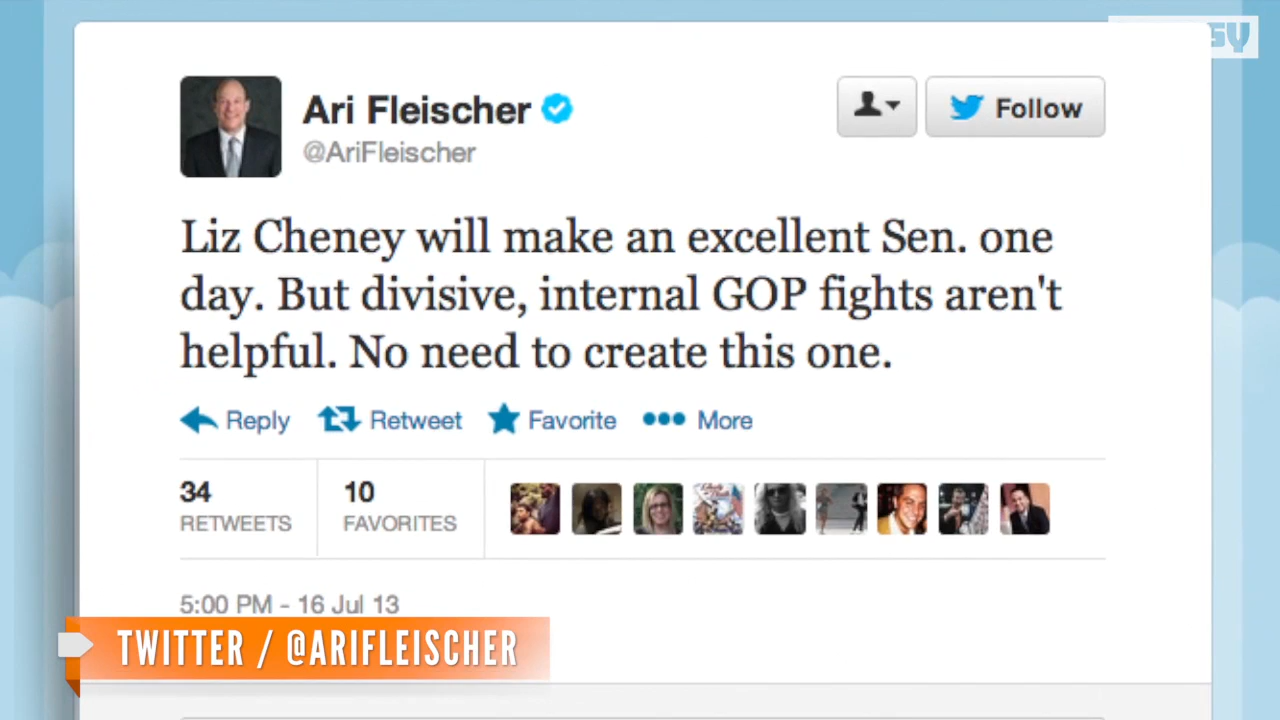 Ari Fleischer
@AriFleischer
Follow
Liz Cheney will make an excellent Sen. one
day. But divisive, internal GOP fights aren't
helpful. No need to create this one.
Reply Retweet Favorite More
34 RETWEETS
10 FAVORITES
5:00 PM - 16 Jul 13
TWITTER / @ARIFLEISCHER